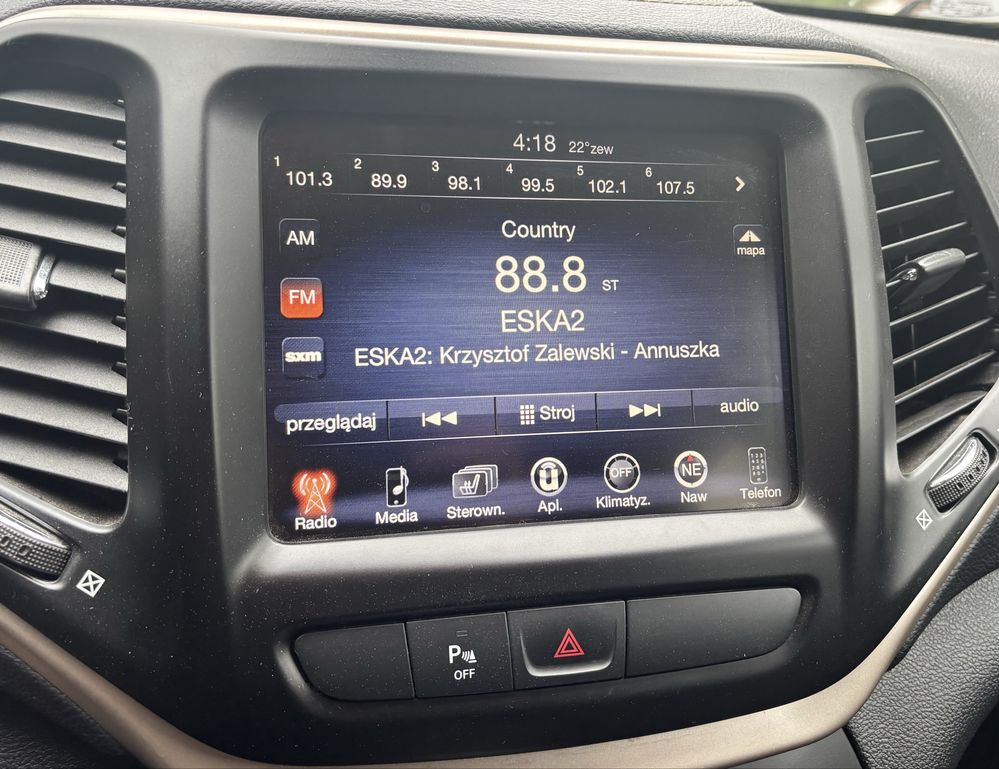 4:18 22°zew
1 101.3 2 89.9 3 98.1 4 99.5 5 102.1 6 107.5
AM
Country
mapa
FM
88.8 ST
ESKA2
sxm
ESKA2: Krzysztof Zalewski - Annuszka
przeglądaj
Stroj
audio
Radio
Media
Sterown.
U
Apl.
OFF
Klimatyz.
NE
Naw
Telefon
P
OFF